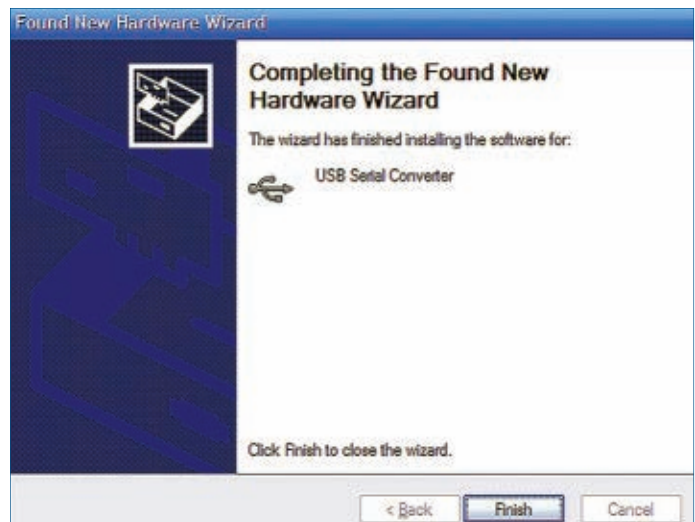 Found New Hardware Wizard
Completing the Found New
Hardware Wizard
The wizard has finished installing the software for:
USB Serial Converter
Click Finish to close the wizard.
< Back
Finish
Cancel